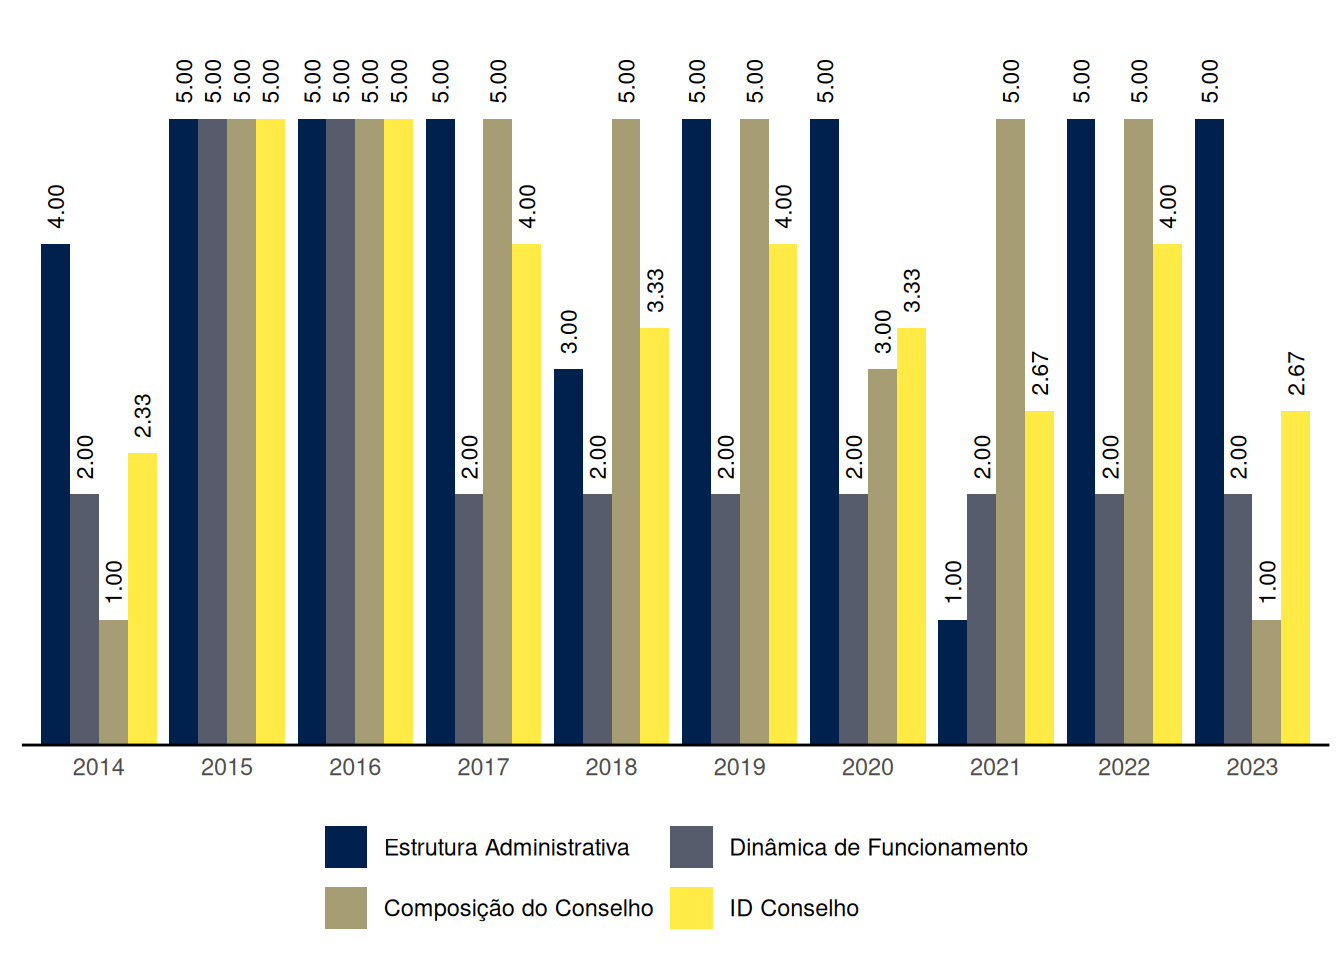 5.00 5.00 5.00 5.00 5.00 5.00 5.00 5.00 5.00 5.00 5.00 5.00 5.00 5.00 5.00 5.00 5.00 5.00
4.00 4.00 4.00 4.00
3.00 3.33 3.00 3.33
2.33 2.00 2.00 2.00 2.00 2.00 2.00 2.67 2.00 2.00 2.67
1.00 1.00 1.00
2014 2015 2016 2017 2018 2019 2020 2021 2022 2023
Estrutura Administrativa Dinâmica de Funcionamento
Composição do Conselho ID Conselho